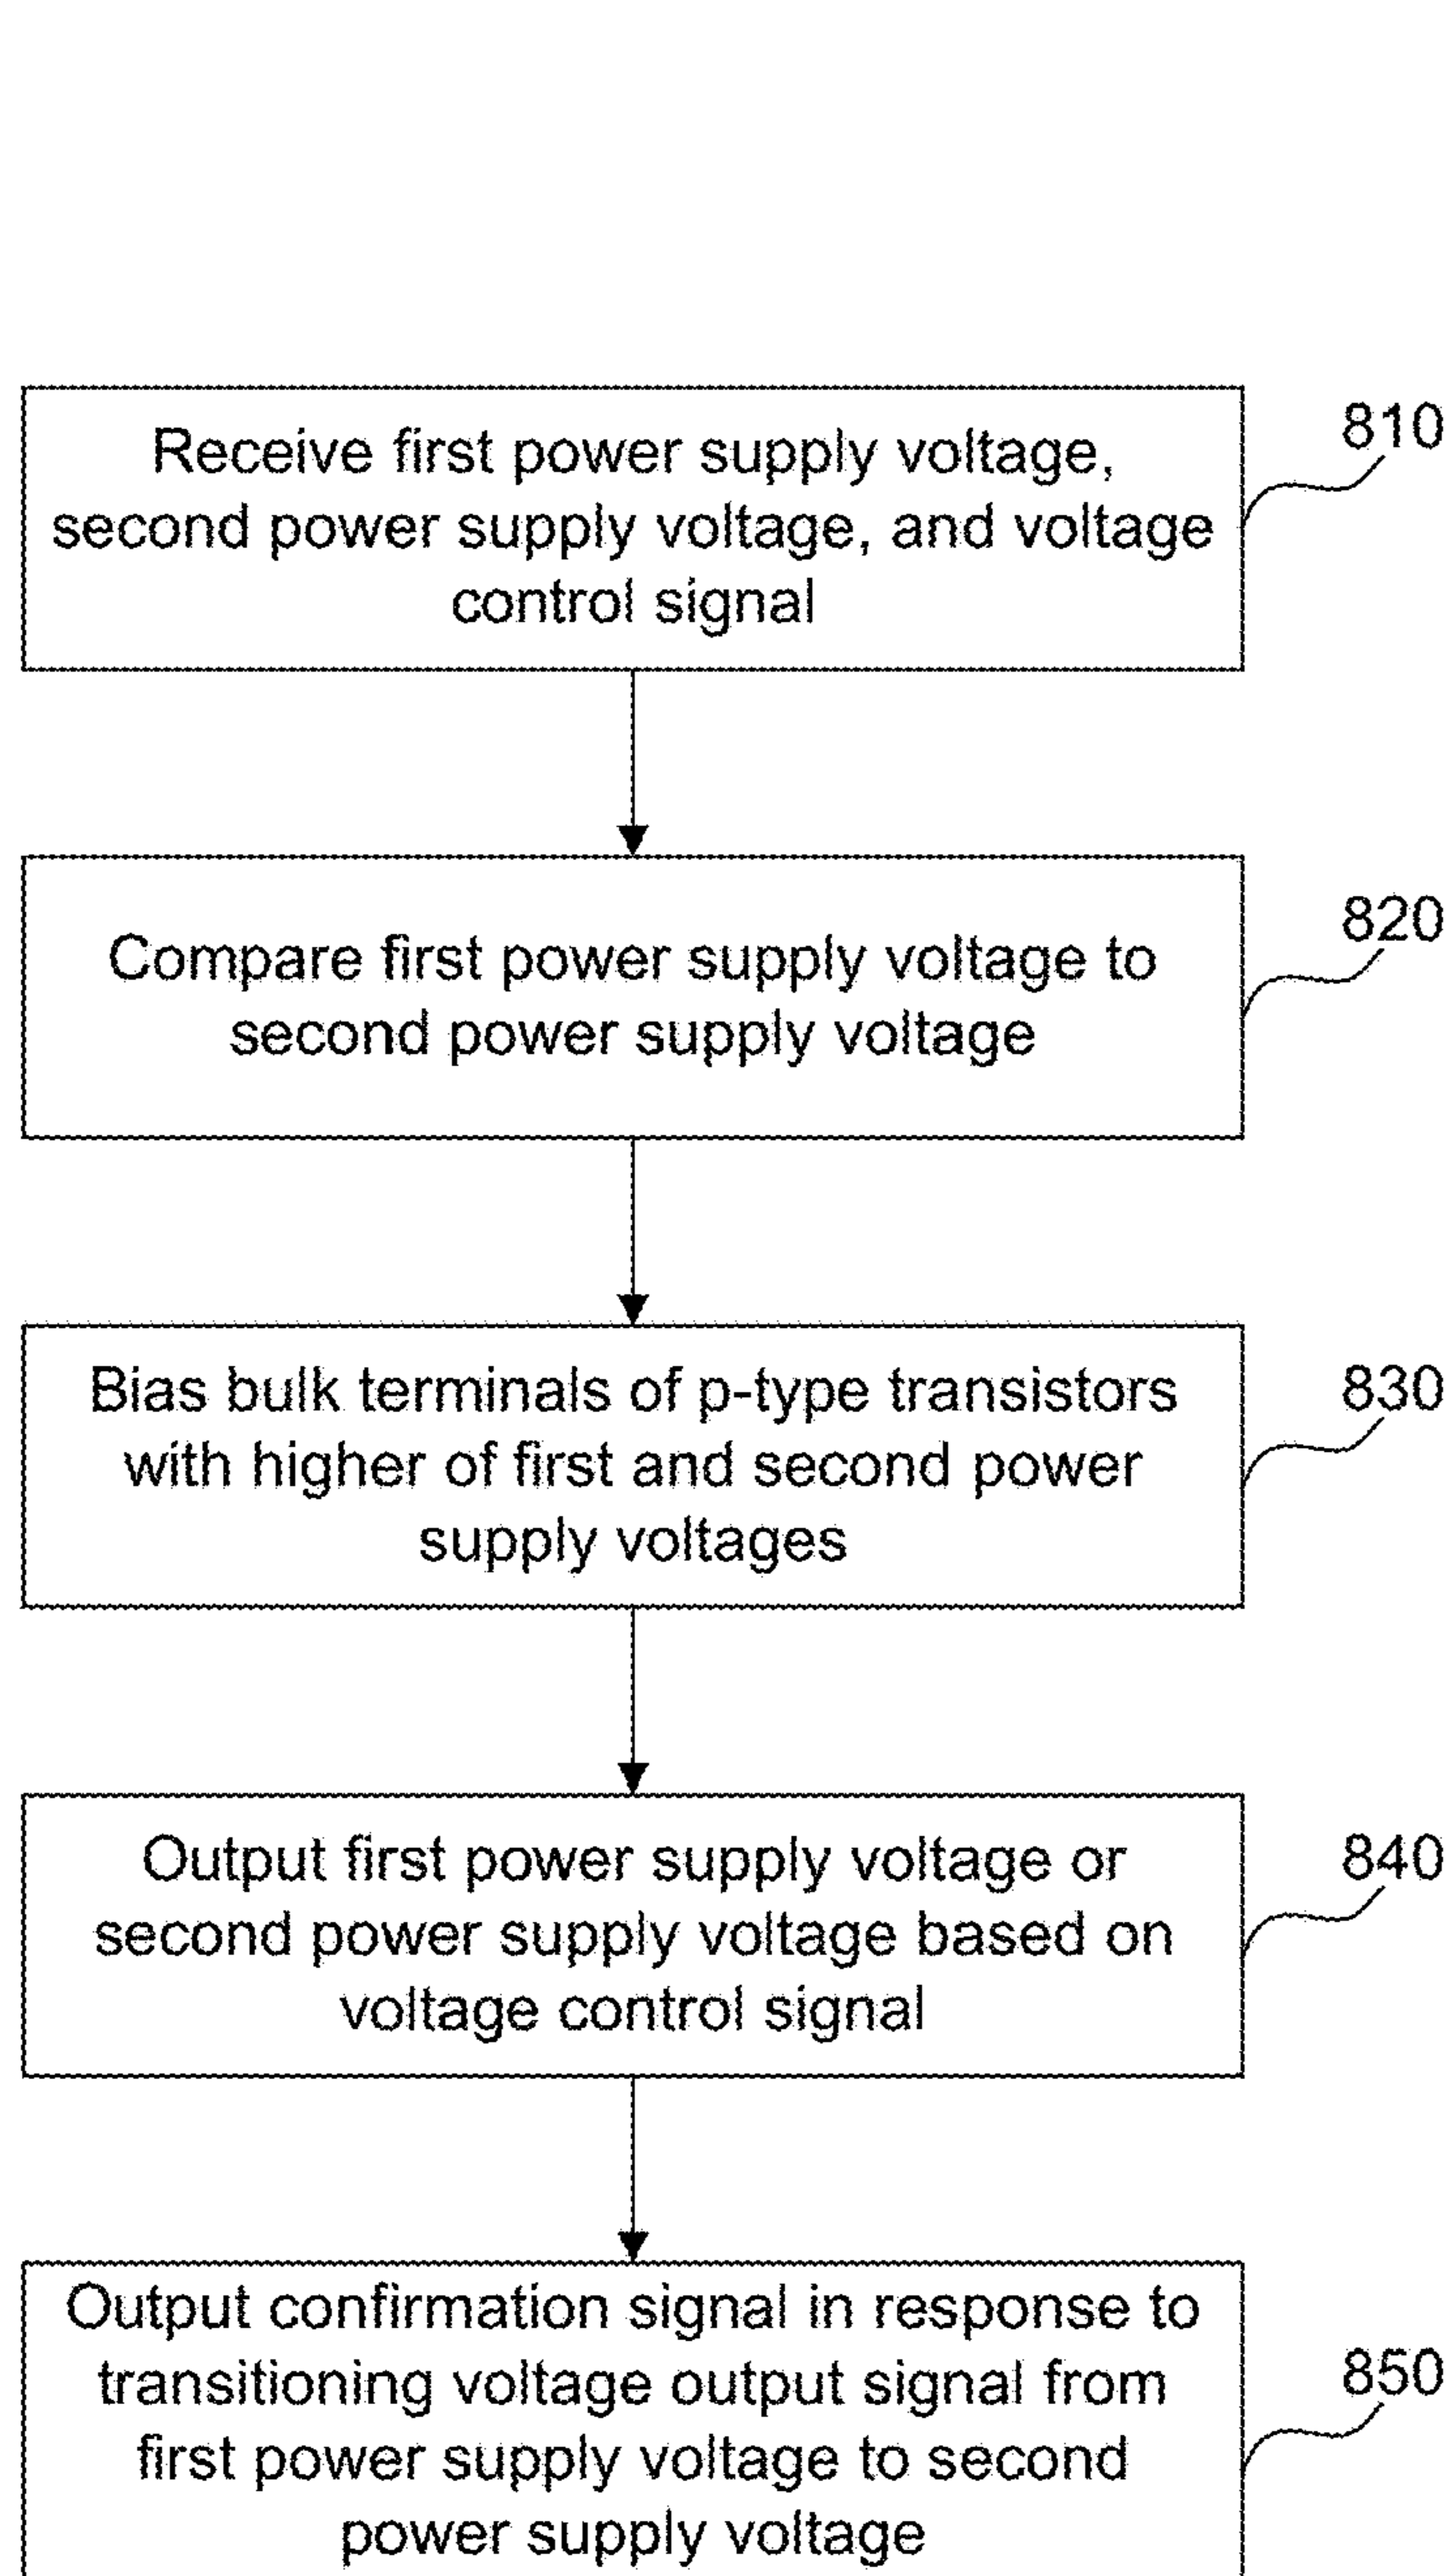 Receive first power supply voltage,
second power supply voltage, and voltage
control signal
810
Compare first power supply voltage to
second power supply voltage
820
Bias bulk terminals of p-type transistors
with higher of first and second power
supply voltages
830
Output first power supply voltage or
second power supply voltage based on
voltage control signal
840
Output confirmation signal in response to
transitioning voltage output signal from
first power supply voltage to second
power supply voltage
850